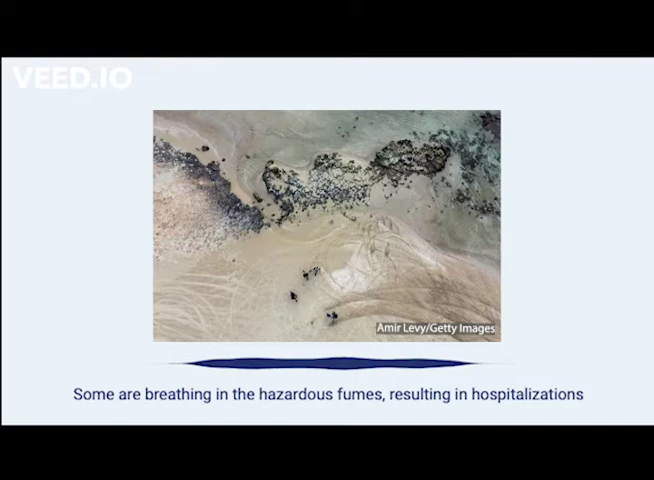 VEED.IO
Amir Levy/Getty Images
Some are breathing in the hazardous fumes, resulting in hospitalizations